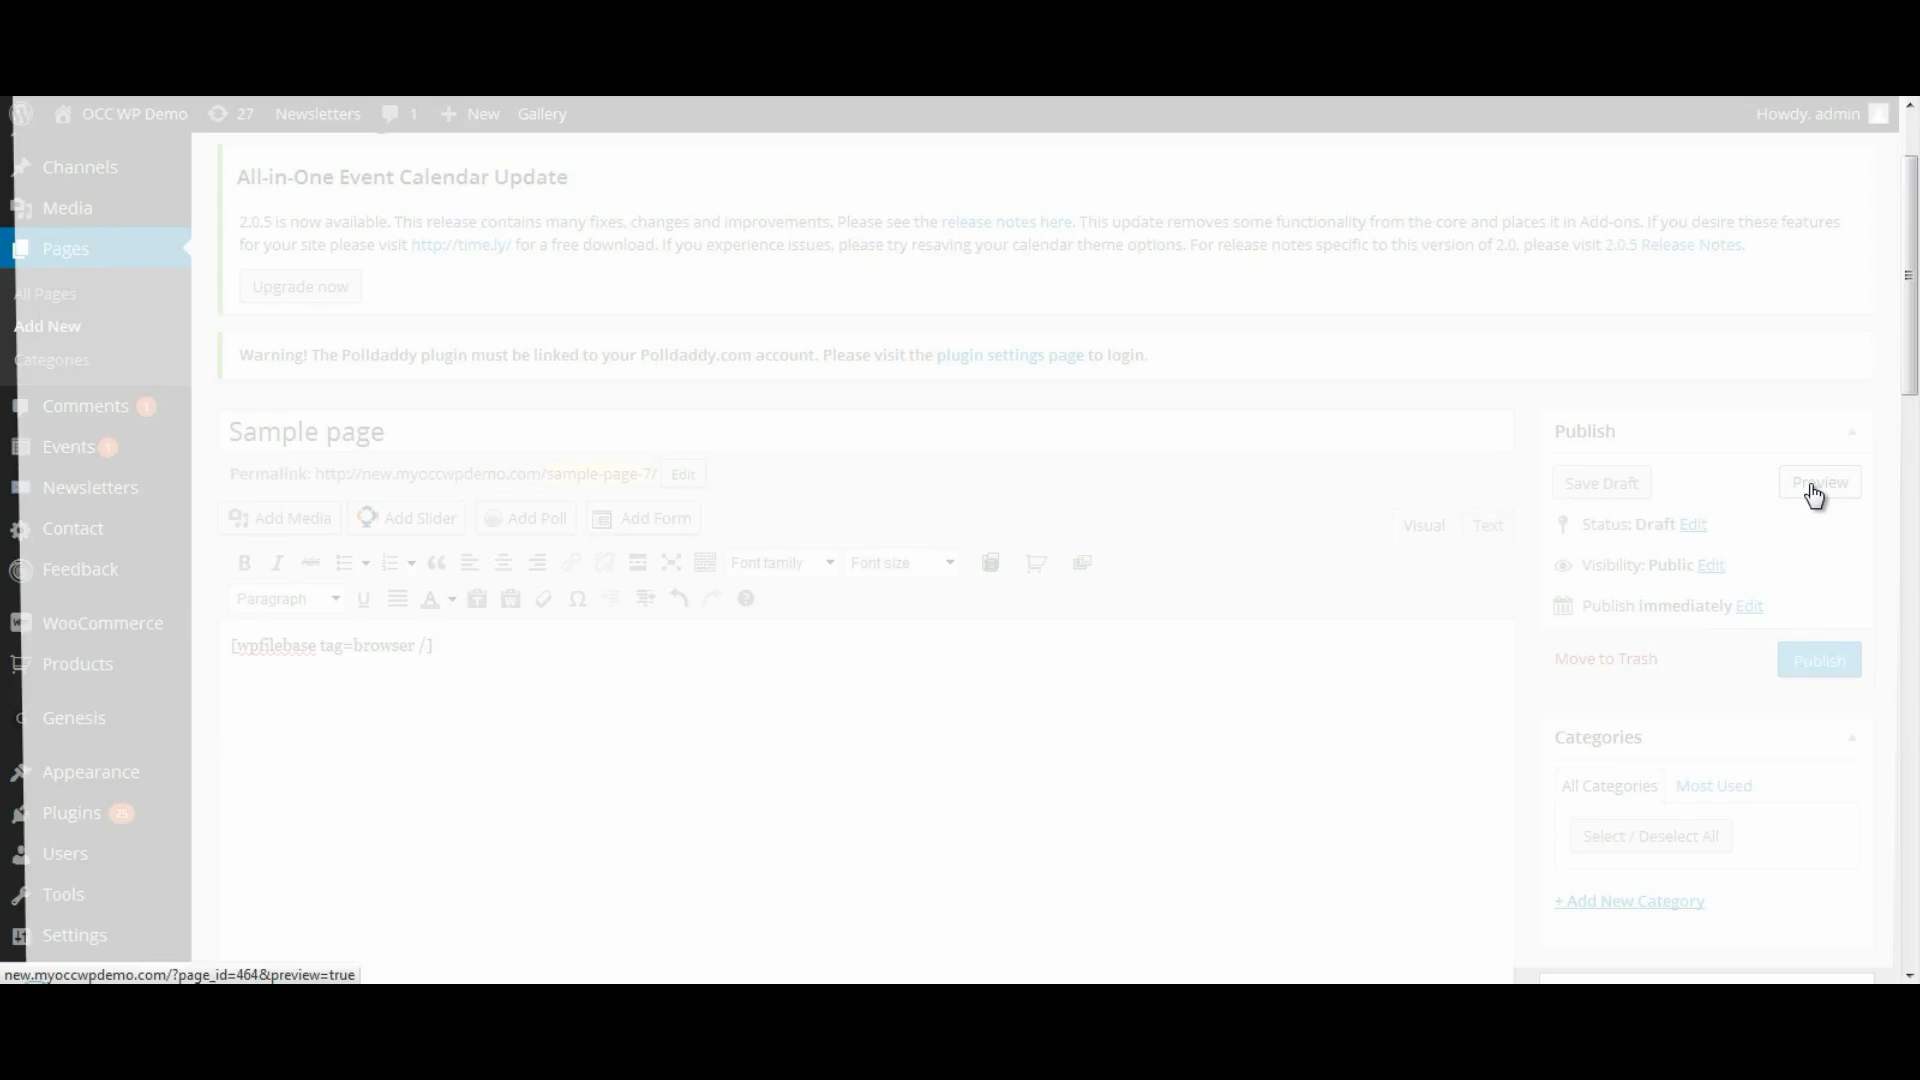 OCC WP Demo 27 Newsletters 1 New Gallery Howdy, admin
Channels
Media
Pages
All Pages
Add New
Categories
Comments 1
Events 1
Newsletters
Contact
Feedback
WooCommerce
Products
Genesis
Appearance
Plugins 25
Users
Tools
Settings
All-in-One Event Calendar Update
2.0.5 is now available. This release contains many fixes, changes and improvements. Please see the release notes here. This update removes some functionality from the core and places it in Add-ons. If you desire these features
for your site please visit http://time.ly/ for a free download. If you experience issues, please try resaving your calendar theme options. For release notes specific to this version of 2.0, please visit 2.0.5 Release Notes.
Upgrade now
Warning! The Polldaddy plugin must be linked to your Polldaddy.com account. Please visit the plugin settings page to login.
Sample page
Permalink: http://new.myoccwpdemo.com/sample-page-7/ Edit
Add Media Add Slider Add Poll Add Form Visual Text
B I ABC Font family Font size
Paragraph U A
[wpfilebase tag=browser /]
Publish
Save Draft Preview
Status: Draft Edit
Visibility: Public Edit
Publish immediately Edit
Move to Trash Publish
Categories
All Categories Most Used
Select / Deselect All
+ Add New Category
new.myoccwpdemo.com/?page_id=464&preview=true